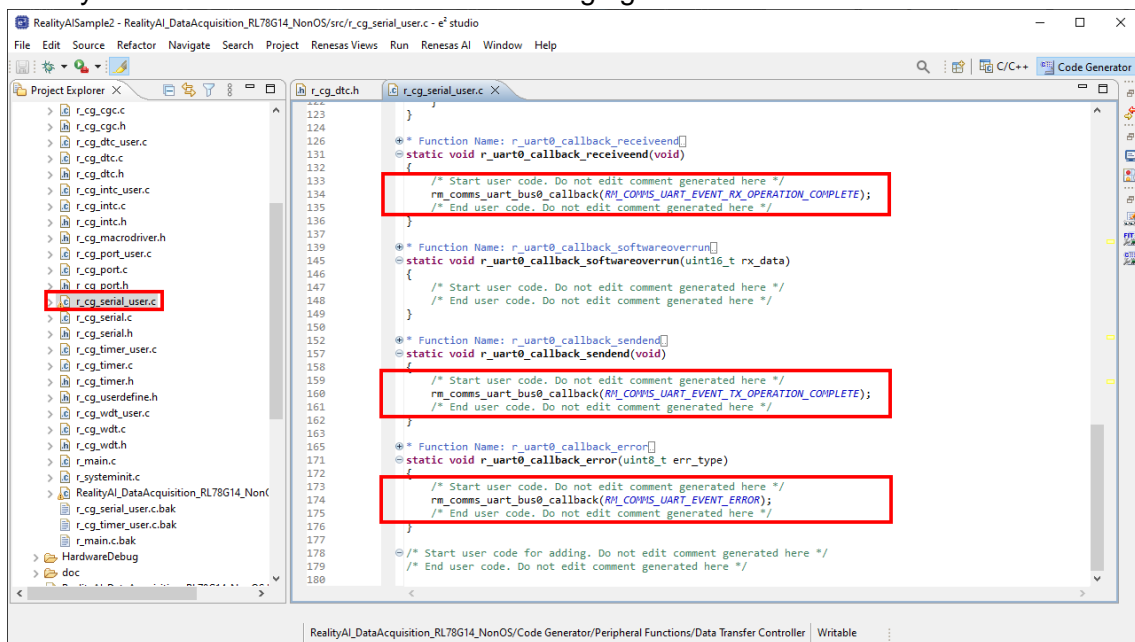 RealityAISample2 - RealityAI_DataAcquisition_RL78G14_NonOS/src/r_cg_serial_user.c - e² studio
File Edit Source Refactor Navigate Search Project Renesas Views Run Renesas AI Window Help
C/C++ Code Generator
Project Explorer
r_cg_dtc.h r_cg_serial_user.c
r_cg_cgc.c
r_cg_cgc.h
r_cg_dtc_user.c
r_cg_dtc.c
r_cg_dtc.h
r_cg_intc_user.c
r_cg_intc.c
r_cg_intc.h
r_cg_macrodriver.h
r_cg_port_user.c
r_cg_port.c
r_cg_port.h
r_cg_serial_user.c
r_cg_serial.c
r_cg_serial.h
r_cg_timer_user.c
r_cg_timer.c
r_cg_timer.h
r_cg_userdefine.h
r_cg_wdt_user.c
r_cg_wdt.c
r_cg_wdt.h
r_main.c
r_systeminit.c
RealityAI_DataAcquisition_RL78G14_Non(
r_cg_serial_user.c.bak
r_cg_timer_user.c.bak
r_main.c.bak
HardwareDebug
doc
122 }
123 }
124
126 * Function Name: r_uart0_callback_receiveend
131 static void r_uart0_callback_receiveend(void)
132 {
133 /* Start user code. Do not edit comment generated here */
134 rm_comms_uart_bus0_callback(RM_COMMS_UART_EVENT_RX_OPERATION_COMPLETE);
135 /* End user code. Do not edit comment generated here */
136 }
137
139 * Function Name: r_uart0_callback_softwareoverrun
145 static void r_uart0_callback_softwareoverrun(uint16_t rx_data)
146 {
147 /* Start user code. Do not edit comment generated here */
148 /* End user code. Do not edit comment generated here */
149 }
150
152 * Function Name: r_uart0_callback_sendend
157 static void r_uart0_callback_sendend(void)
158 {
159 /* Start user code. Do not edit comment generated here */
160 rm_comms_uart_bus0_callback(RM_COMMS_UART_EVENT_TX_OPERATION_COMPLETE);
161 /* End user code. Do not edit comment generated here */
162 }
163
165 * Function Name: r_uart0_callback_error
171 static void r_uart0_callback_error(uint8_t err_type)
172 {
173 /* Start user code. Do not edit comment generated here */
174 rm_comms_uart_bus0_callback(RM_COMMS_UART_EVENT_ERROR);
175 /* End user code. Do not edit comment generated here */
176 }
177
178 /* Start user code for adding. Do not edit comment generated here */
179 /* End user code. Do not edit comment generated here */
180
RealityAI_DataAcquisition_RL78G14_NonOS/Code Generator/Peripheral Functions/Data Transfer Controller Writable